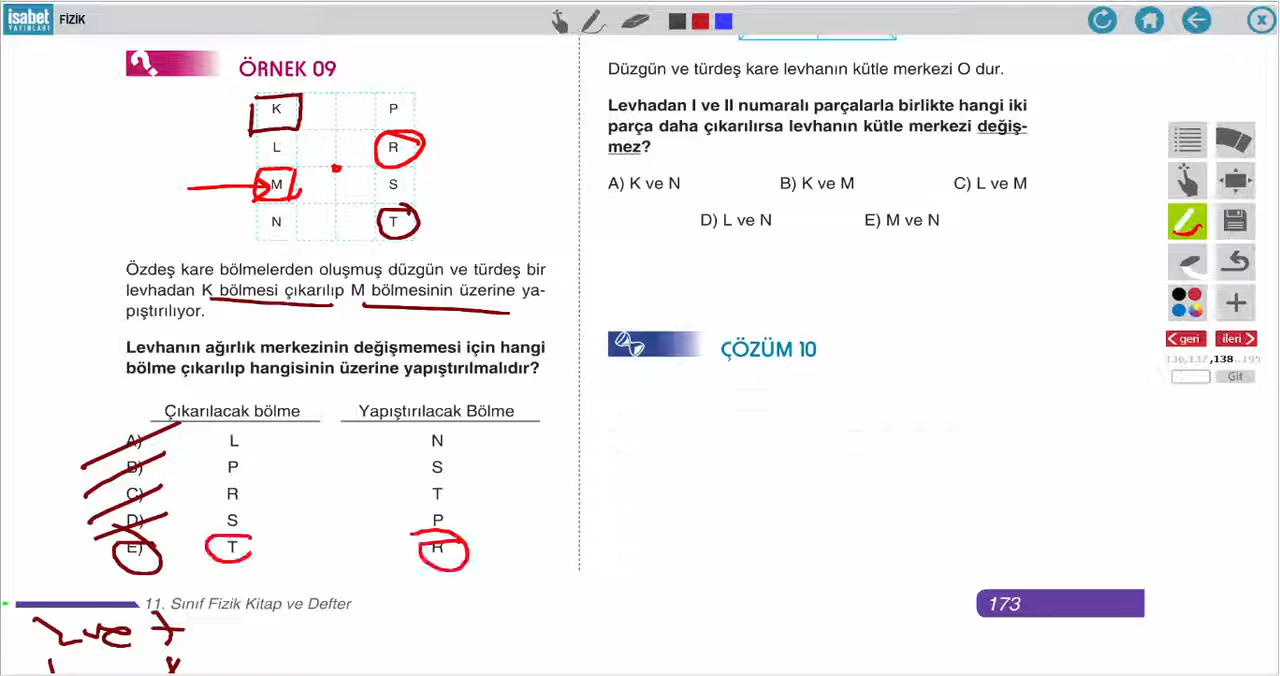 isabet
YAYINLARI
FİZİK
ÖRNEK 09
K P
L R
M S
N T
Özdeş kare bölmelerden oluşmuş düzgün ve türdeş bir
levhadan K bölmesi çıkarılıp M bölmesinin üzerine ya-
pıştırılıyor.
Levhanın ağırlık merkezinin değişmemesi için hangi
bölme çıkarılıp hangisinin üzerine yapıştırılmalıdır?
Çıkarılacak bölme Yapıştırılacak Bölme
A) L N
B) P S
C) R T
D) S P
E) T R
11. Sınıf Fizik Kitap ve Defter
Düzgün ve türdeş kare levhanın kütle merkezi O dur.
Levhadan I ve II numaralı parçalarla birlikte hangi iki
parça daha çıkarılırsa levhanın kütle merkezi değiş-
mez?
A) K ve N B) K ve M C) L ve M
D) L ve N E) M ve N
ÇÖZÜM 10
173
geri ileri
136,137,138..195
Git